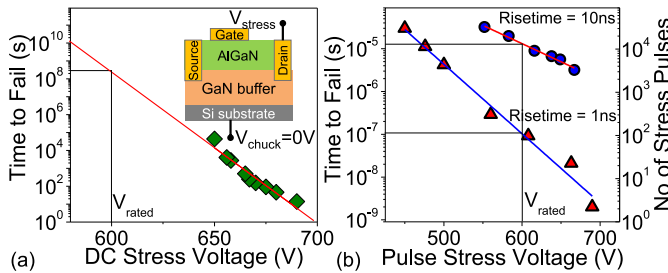 Time to Fail (s)
10^10
10^8
10^6
10^4
10^2
10^0
600
650
700
DC Stress Voltage (V)
(a)
V_rated
V_stress
Gate
Source
AlGaN
Drain
GaN buffer
Si substrate
V_chuck=0V
Time to Fail (s)
10^-5
10^-6
10^-7
10^-8
10^-9
500
600
700
Pulse Stress Voltage (V)
(b)
Risetime = 10ns
Risetime = 1ns
V_rated
10^4
10^3
10^2
10^1
10^0
No of Stress Pulses